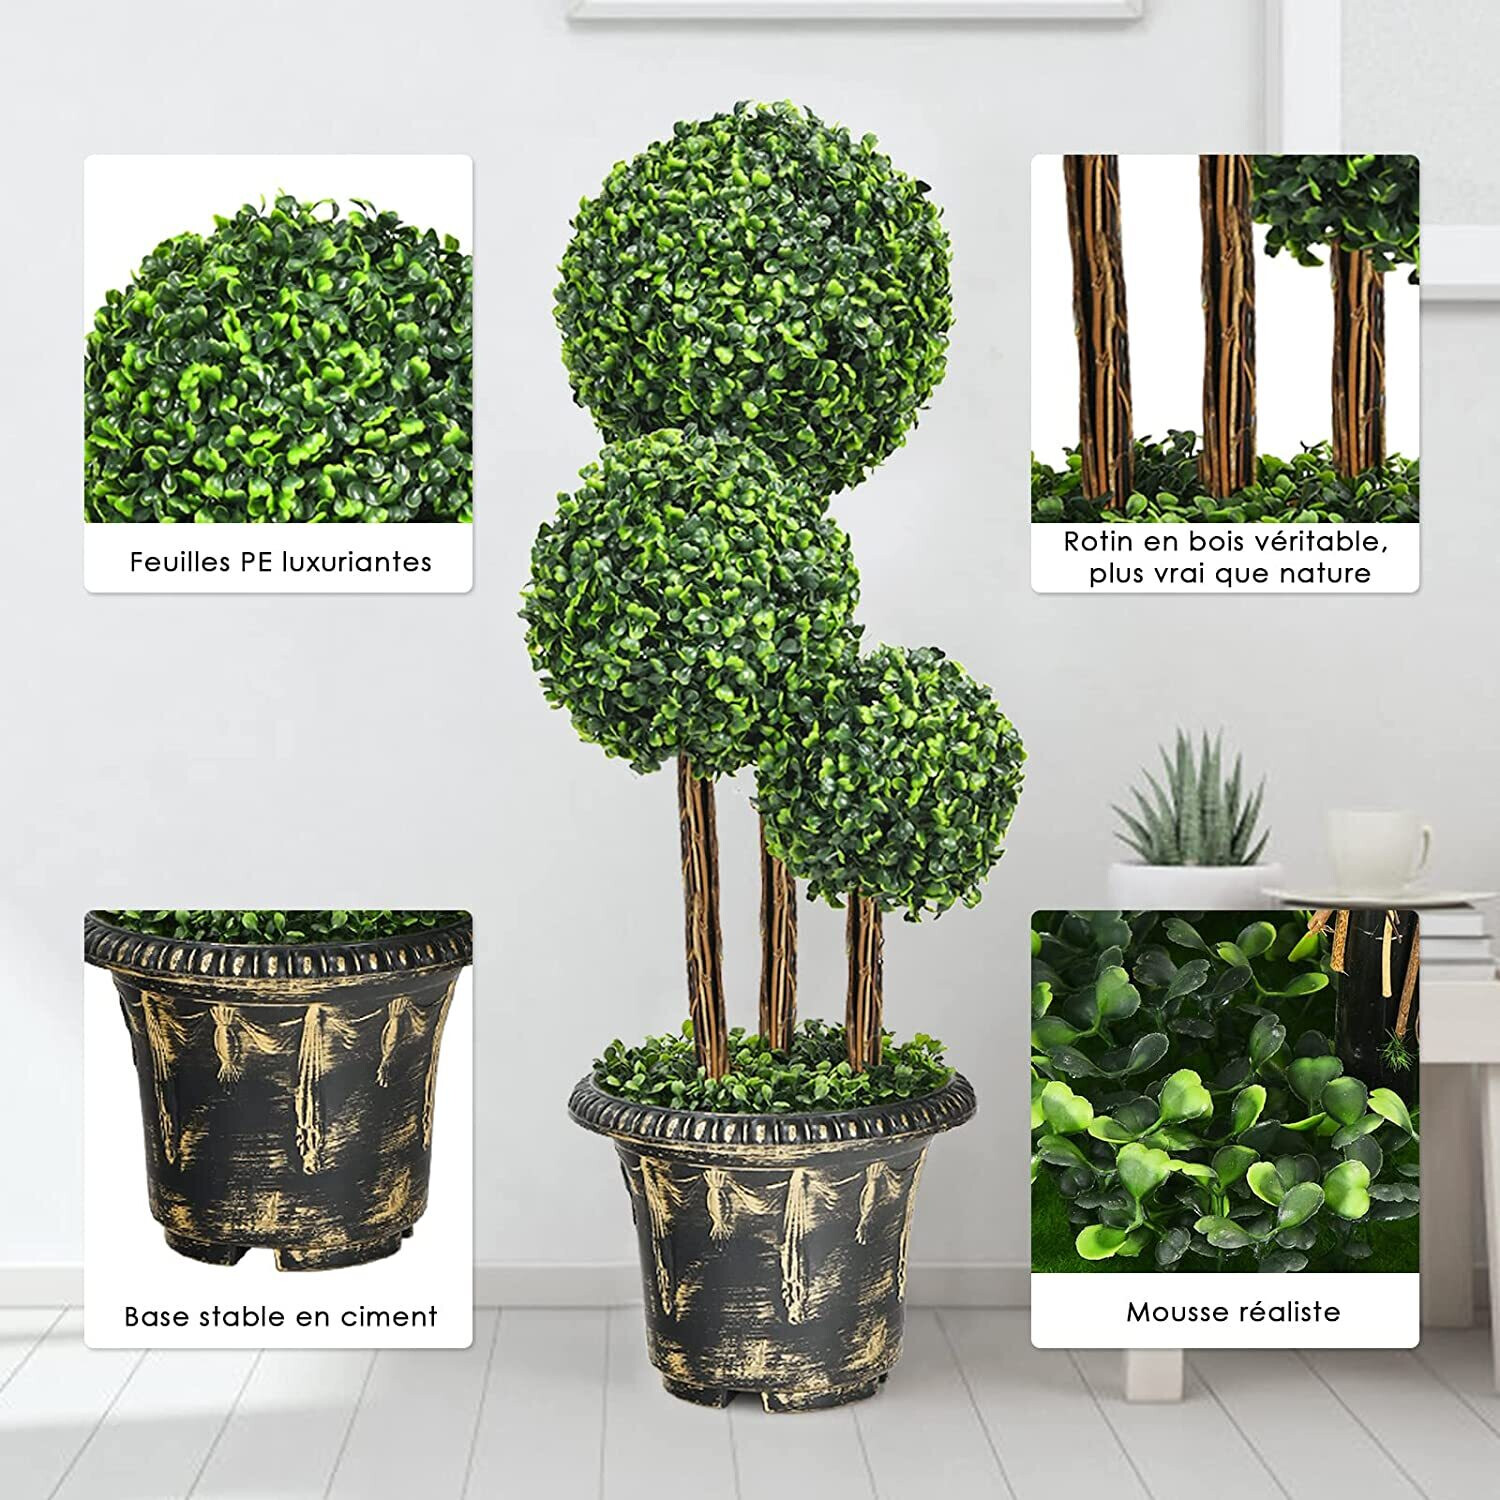 Feuilles PE luxuriantes
Rotin en bois véritable,
plus vrai que nature
Base stable en ciment
Mousse réaliste